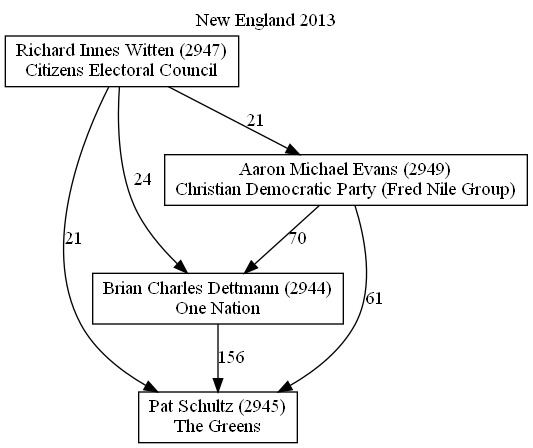 New England 2013
Richard Innes Witten (2947)
Citizens Electoral Council
21
Aaron Michael Evans (2949)
Christian Democratic Party (Fred Nile Group)
24
21
70
61
Brian Charles Dettmann (2944)
One Nation
156
Pat Schultz (2945)
The Greens